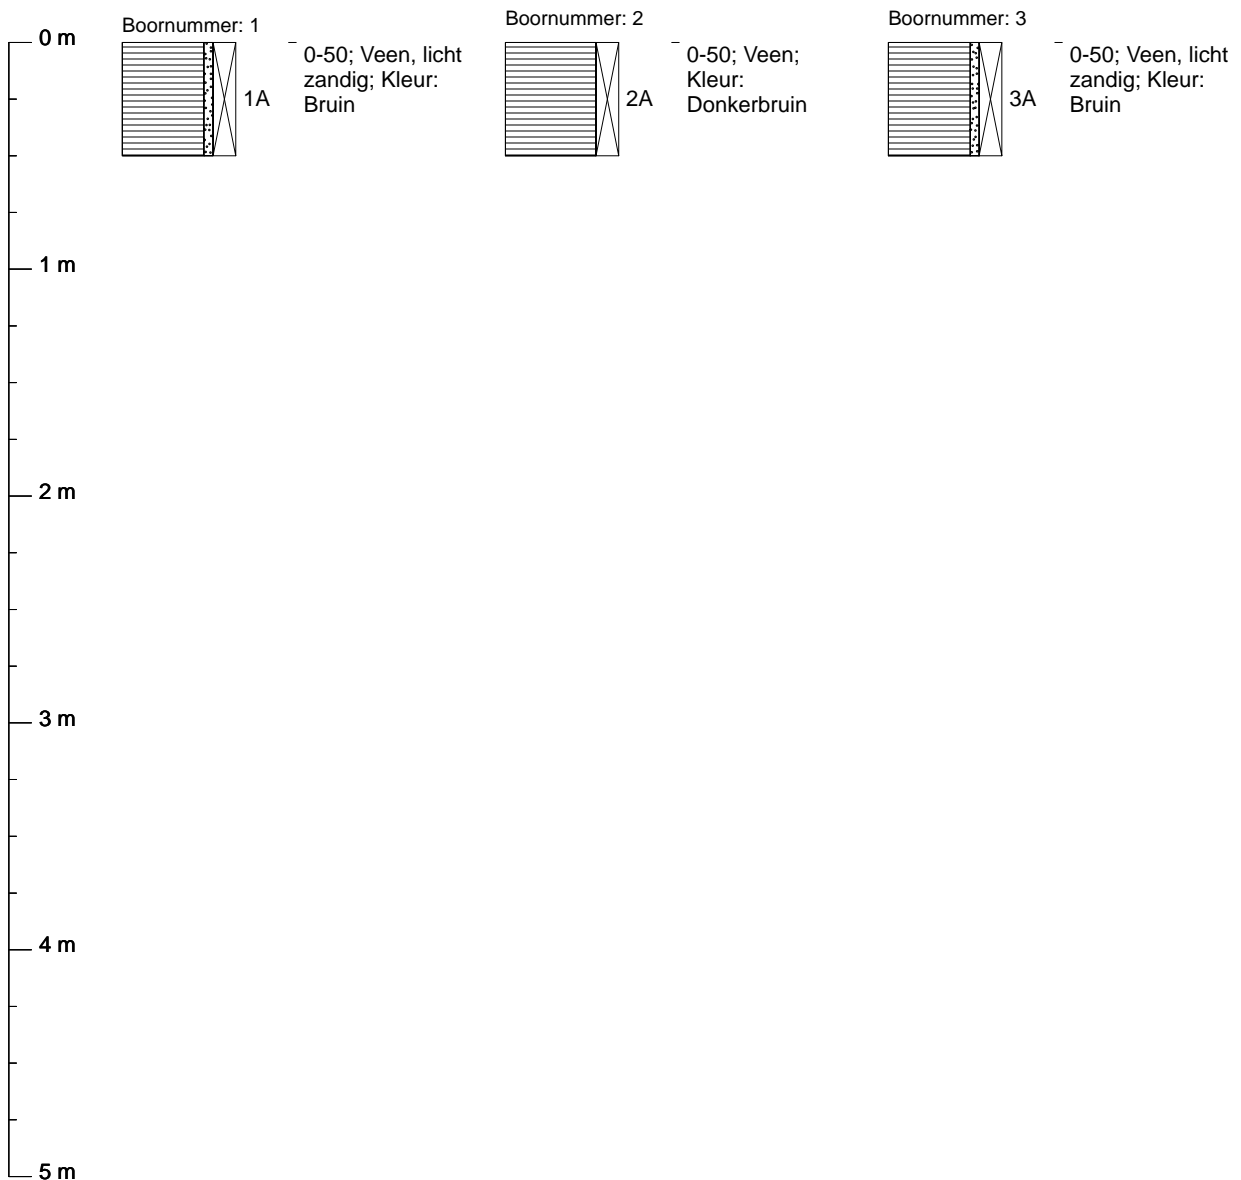 Boornummer: 1
0 m
1A
0-50; Veen, licht
zandig; Kleur:
Bruin
Boornummer: 2
2A
0-50; Veen;
Kleur:
Donkerbruin
Boornummer: 3
3A
0-50; Veen, licht
zandig; Kleur:
Bruin
1 m
2 m
3 m
4 m
5 m